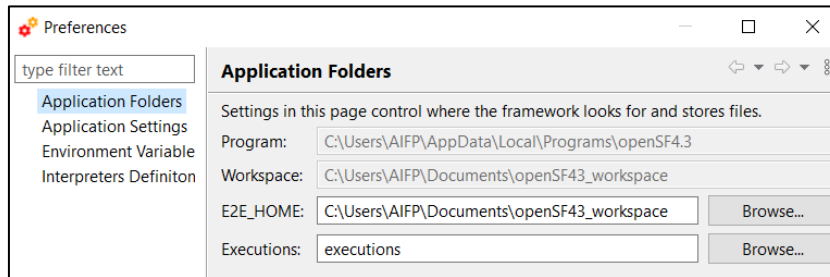 Preferences
type filter text
Application Folders
Application Settings
Environment Variable
Interpreters Definiton
Application Folders
Settings in this page control where the framework looks for and stores files.
Program: C:\Users\AIFP\AppData\Local\Programs\openSF4.3
Workspace: C:\Users\AIFP\Documents\openSF43_workspace
E2E_HOME: C:\Users\AIFP\Documents\openSF43_workspace Browse...
Executions: executions Browse...